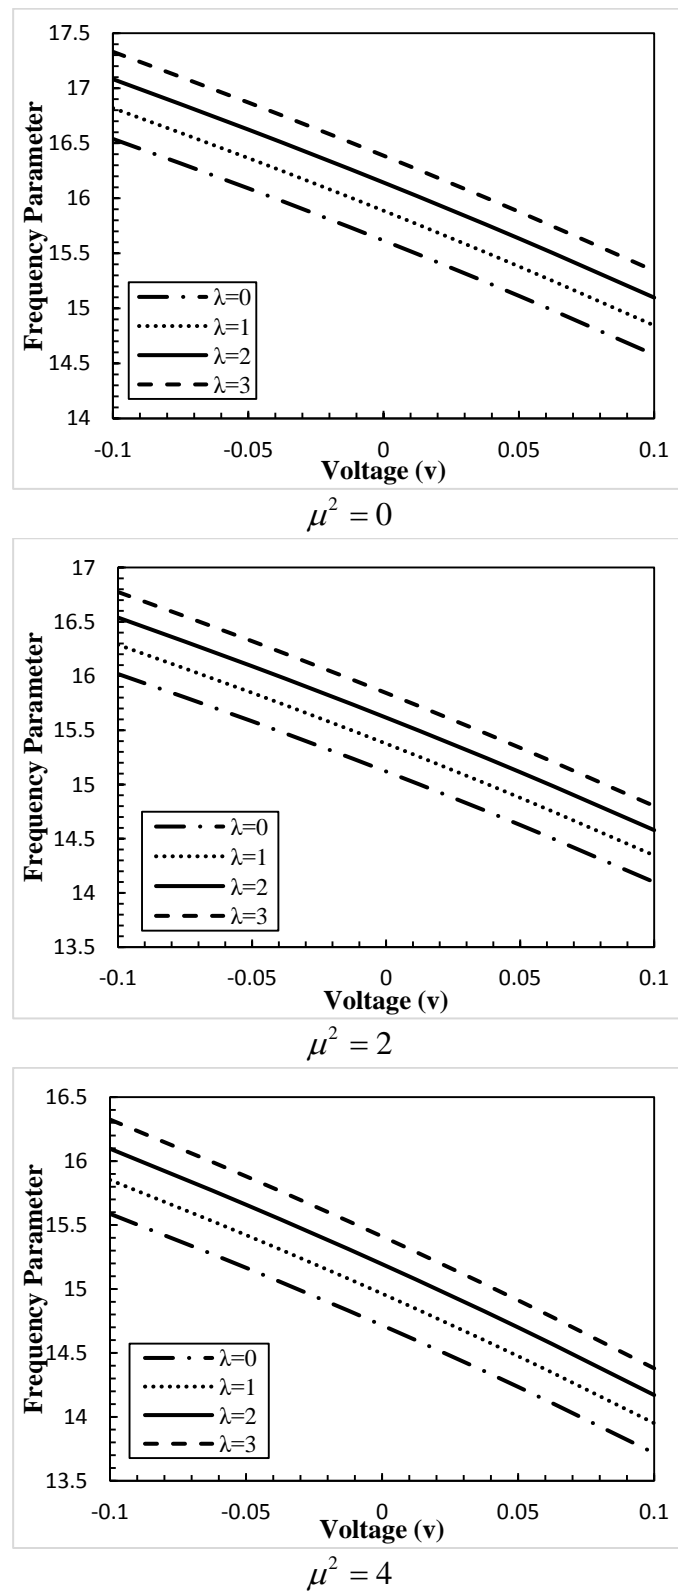 17.5
17
16.5
16
15.5
15
14.5
14
Frequency Parameter
λ=0
λ=1
λ=2
λ=3
-0.1 -0.05 0 0.05 0.1
Voltage (v)
μ² = 0
17
16.5
16
15.5
15
14.5
14
13.5
Frequency Parameter
λ=0
λ=1
λ=2
λ=3
-0.1 -0.05 0 0.05 0.1
Voltage (v)
μ² = 2
16.5
16
15.5
15
14.5
14
13.5
Frequency Parameter
λ=0
λ=1
λ=2
λ=3
-0.1 -0.05 0 0.05 0.1
Voltage (v)
μ² = 4